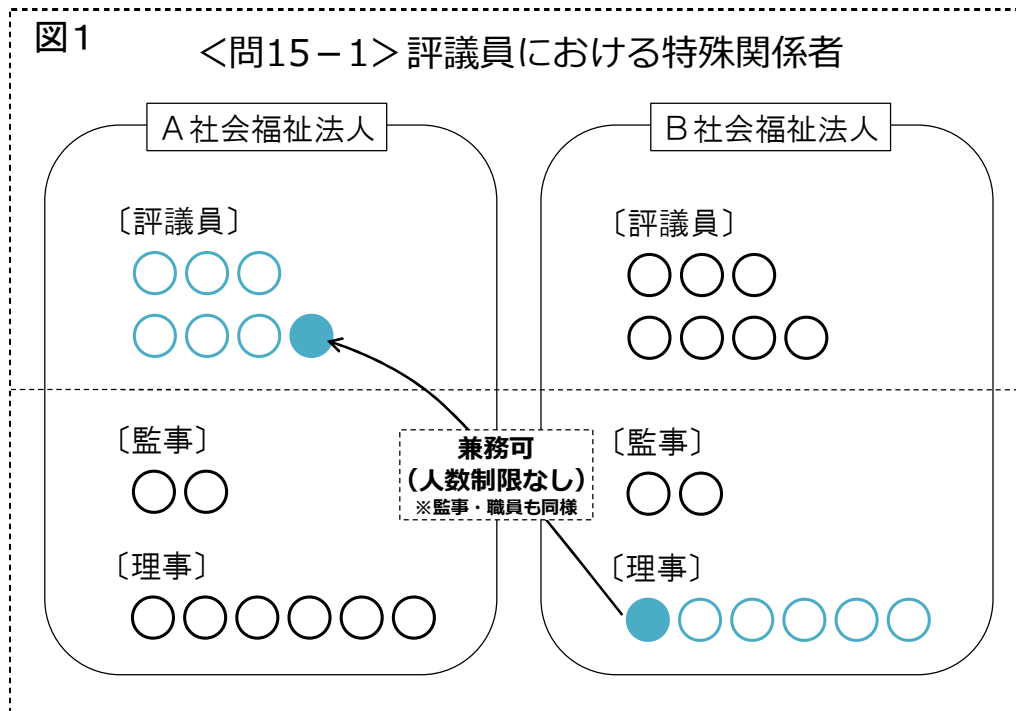 図1
<問15-1>評議員における特殊関係者
A社会福祉法人
B社会福祉法人
〔評議員〕
〔評議員〕
〔監事〕
〔監事〕
兼務可
(人数制限なし)
※監事・職員も同様
〔理事〕
〔理事〕